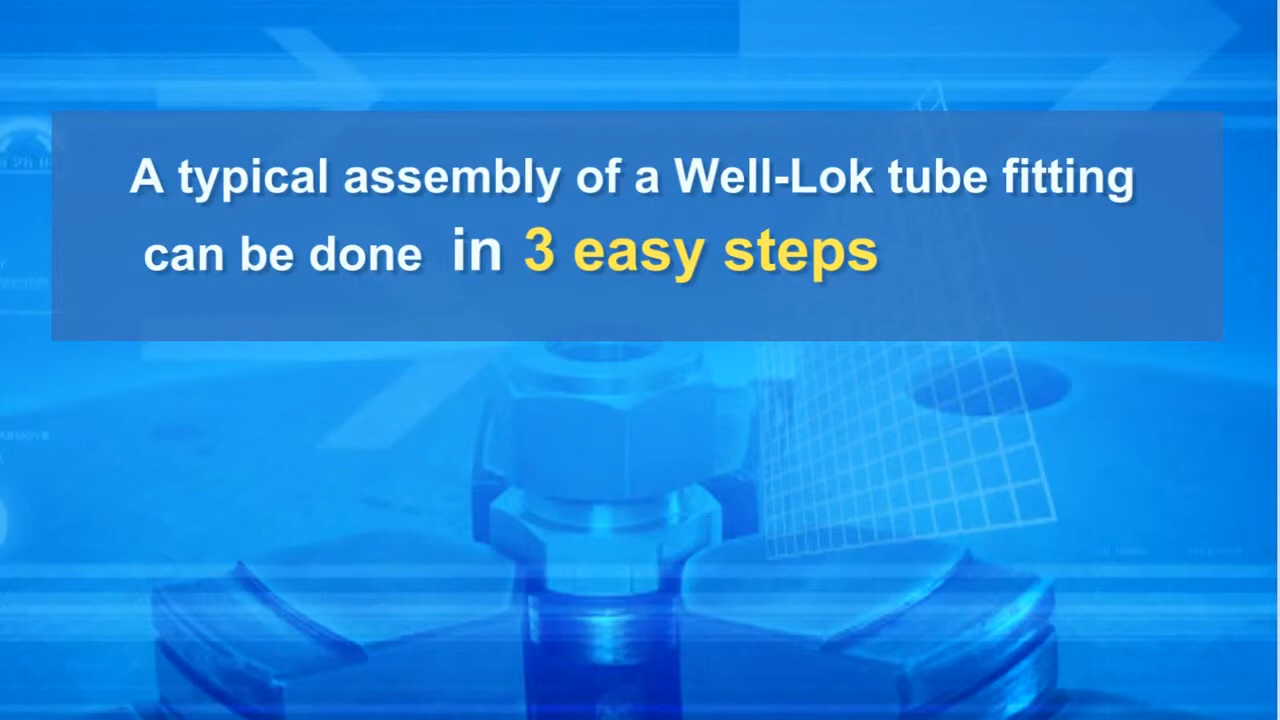 A typical assembly of a Well-Lok tube fitting
can be done in 3 easy steps